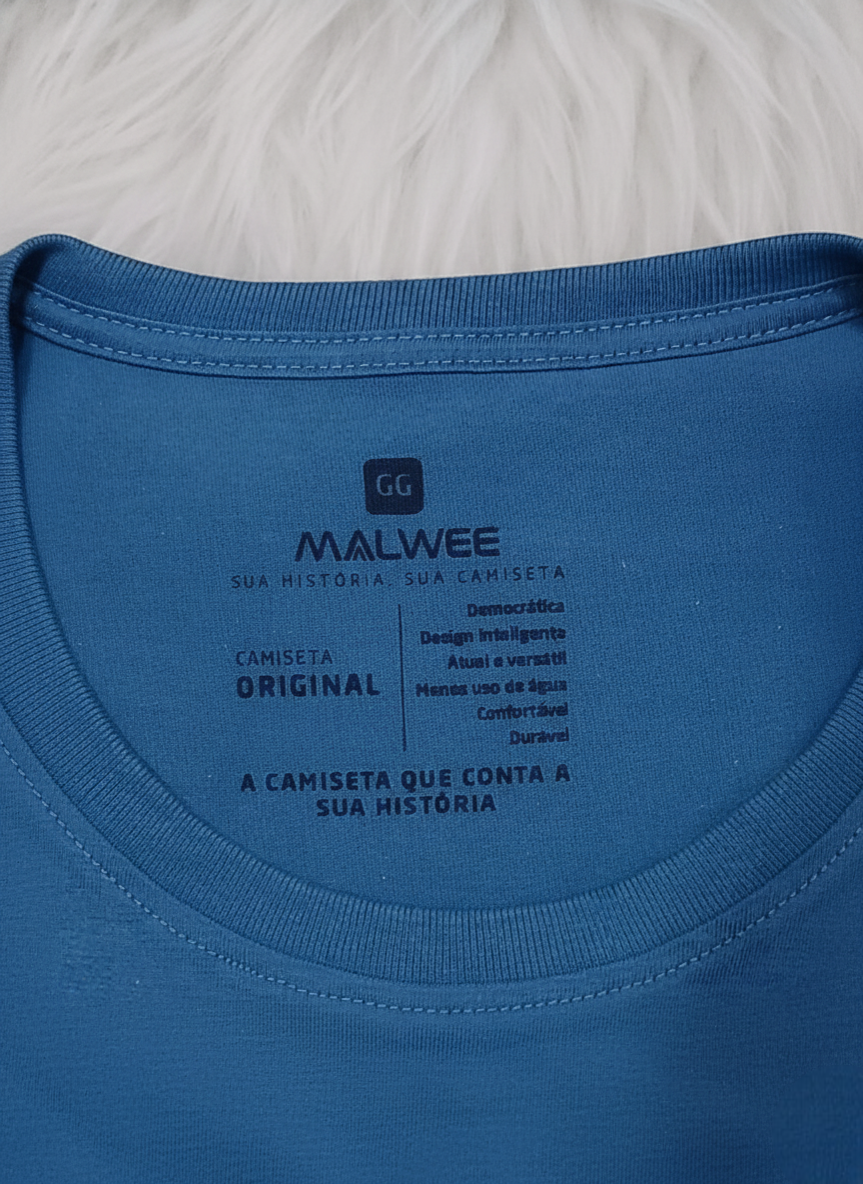 GG
MALWEE
SUA HISTÓRIA, SUA CAMISETA
CAMISETA
ORIGINAL
Democrática
Design Inteligente
Atual e versátil
Menos uso de água
Confortável
Durável
A CAMISETA QUE CONTA A
SUA HISTÓRIA